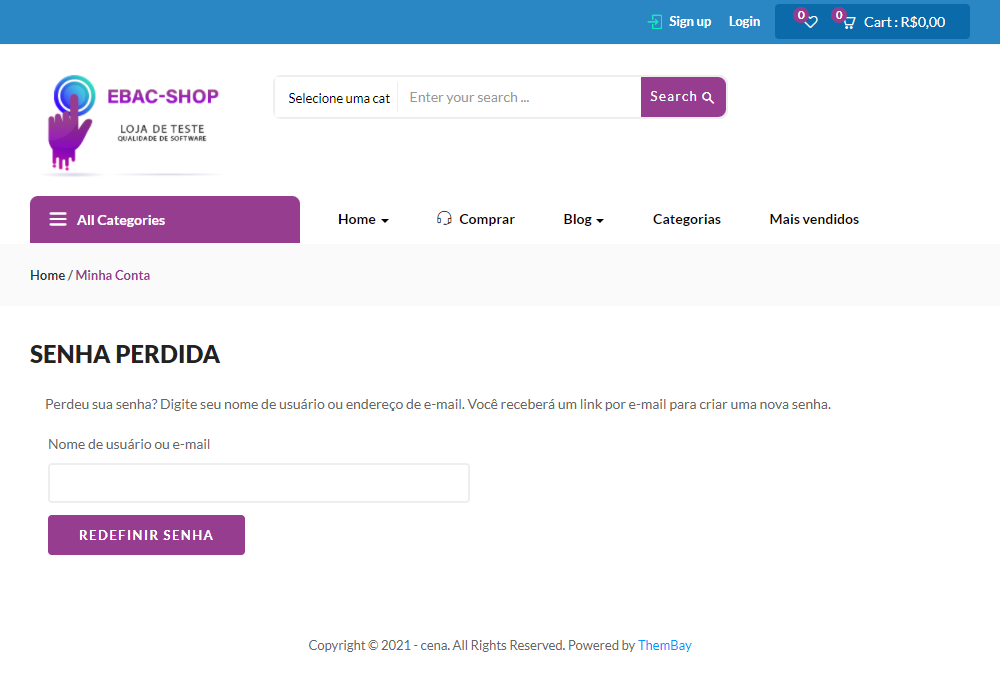 Sign up Login 0 0 Cart : R$0,00
EBAC-SHOP
LOJA DE TESTE
QUALIDADE DE SOFTWARE
Selione uma cat Enter your search ... Search
All Categories Home Comprar Blog Categorias Mais vendidos
Home / Minha Conta
SENHA PERDIDA
Perdeu sua senha? Digite seu nome de usuário ou endereço de e-mail. Você receberá um link por e-mail para criar uma nova senha.
Nome de usuário ou e-mail
REDEFINIR SENHA
Copyright © 2021 - cena. All Rights Reserved. Powered by ThemBay